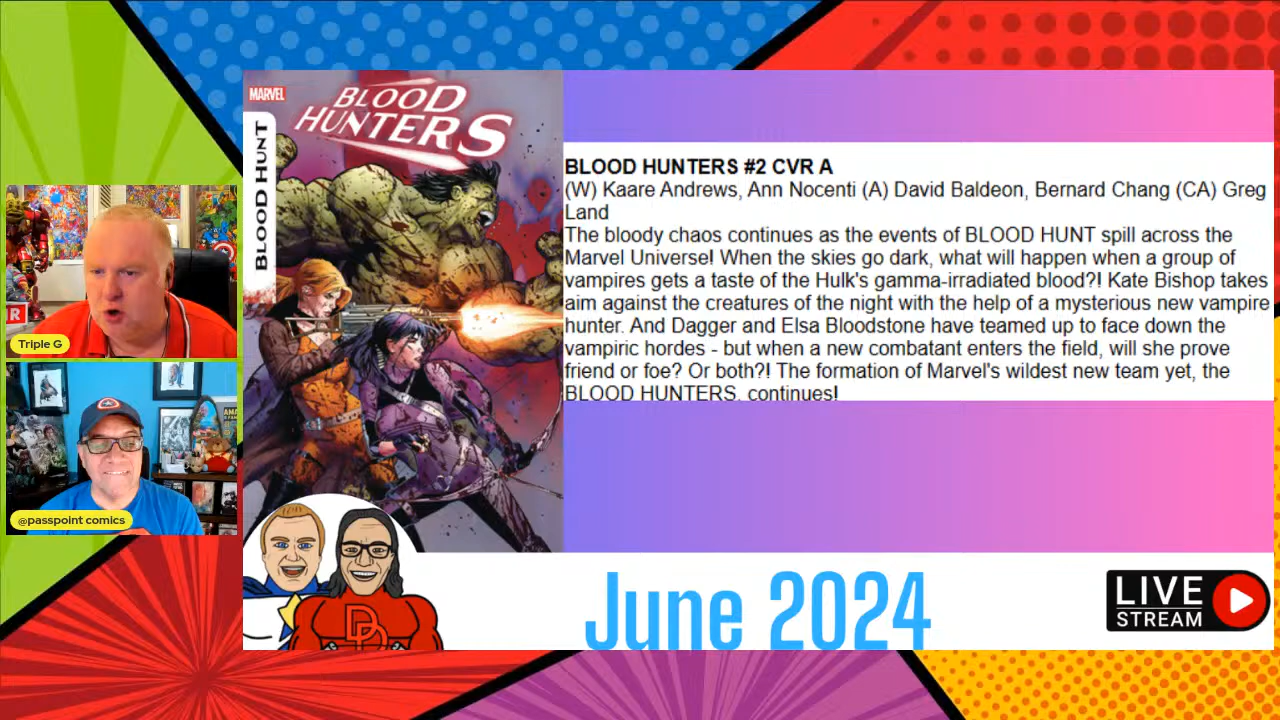 MARVEL
BLOOD
HUNTERS
BLOOD HUNT
BLOOD HUNTERS #2 CVR A
(W) Kaare Andrews, Ann Nocenti (A) David Baldeon, Bernard Chang (CA) Greg
Land
The bloody chaos continues as the events of BLOOD HUNT spill across the
Marvel Universe! When the skies go dark, what will happen when a group of
vampires gets a taste of the Hulk's gamma-irradiated blood?! Kate Bishop takes
aim against the creatures of the night with the help of a mysterious new vampire
hunter. And Dagger and Elsa Bloodstone have teamed up to face down the
vampiric hordes - but when a new combatant enters the field, will she prove
friend or foe? Or both?! The formation of Marvel's wildest new team yet, the
BLOOD HUNTERS, continues!
R
Triple G
@passpoint comics
DD
June 2024
LIVE
STREAM